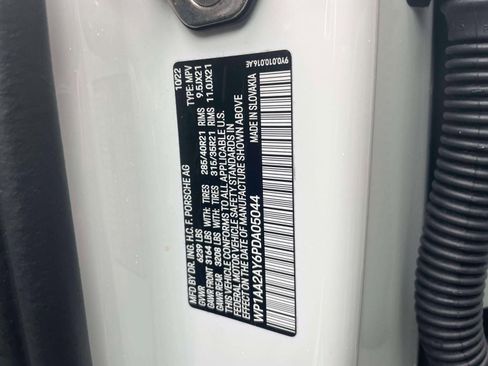 MFD BY DR. ING. H.C. F. PORSCHE AG 10/22
GVWR 6239 LBS TYPE: MPV
GAWR FRONT 3164 LBS WITH: TIRES 285/40R21 RIMS 9.5JX21
GAWR REAR 3208 LBS WITH: TIRES 315/35R21 RIMS 11.0JX21
THIS VEHICLE CONFORMS TO ALL APPLICABLE U.S.
FEDERAL MOTOR VEHICLE SAFETY STANDARDS IN
EFFECT ON THE DATE OF MANUFACTURE SHOWN ABOVE
WP1AA2AY6PDA05044 MADE IN SLOVAKIA
9Y0.010.016.AE